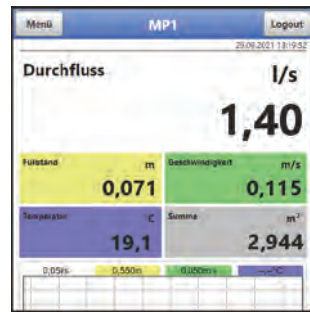 Menü MP1 Logout
29.06.2021 13:19:52
Durchfluss l/s
1,40
Füllstand m
0,071
Geschwindigkeit m/s
0,115
Temperatur C
19,1
Summe m³
2,944
0,05l/s 0,550m 0,050m/s -,--°C